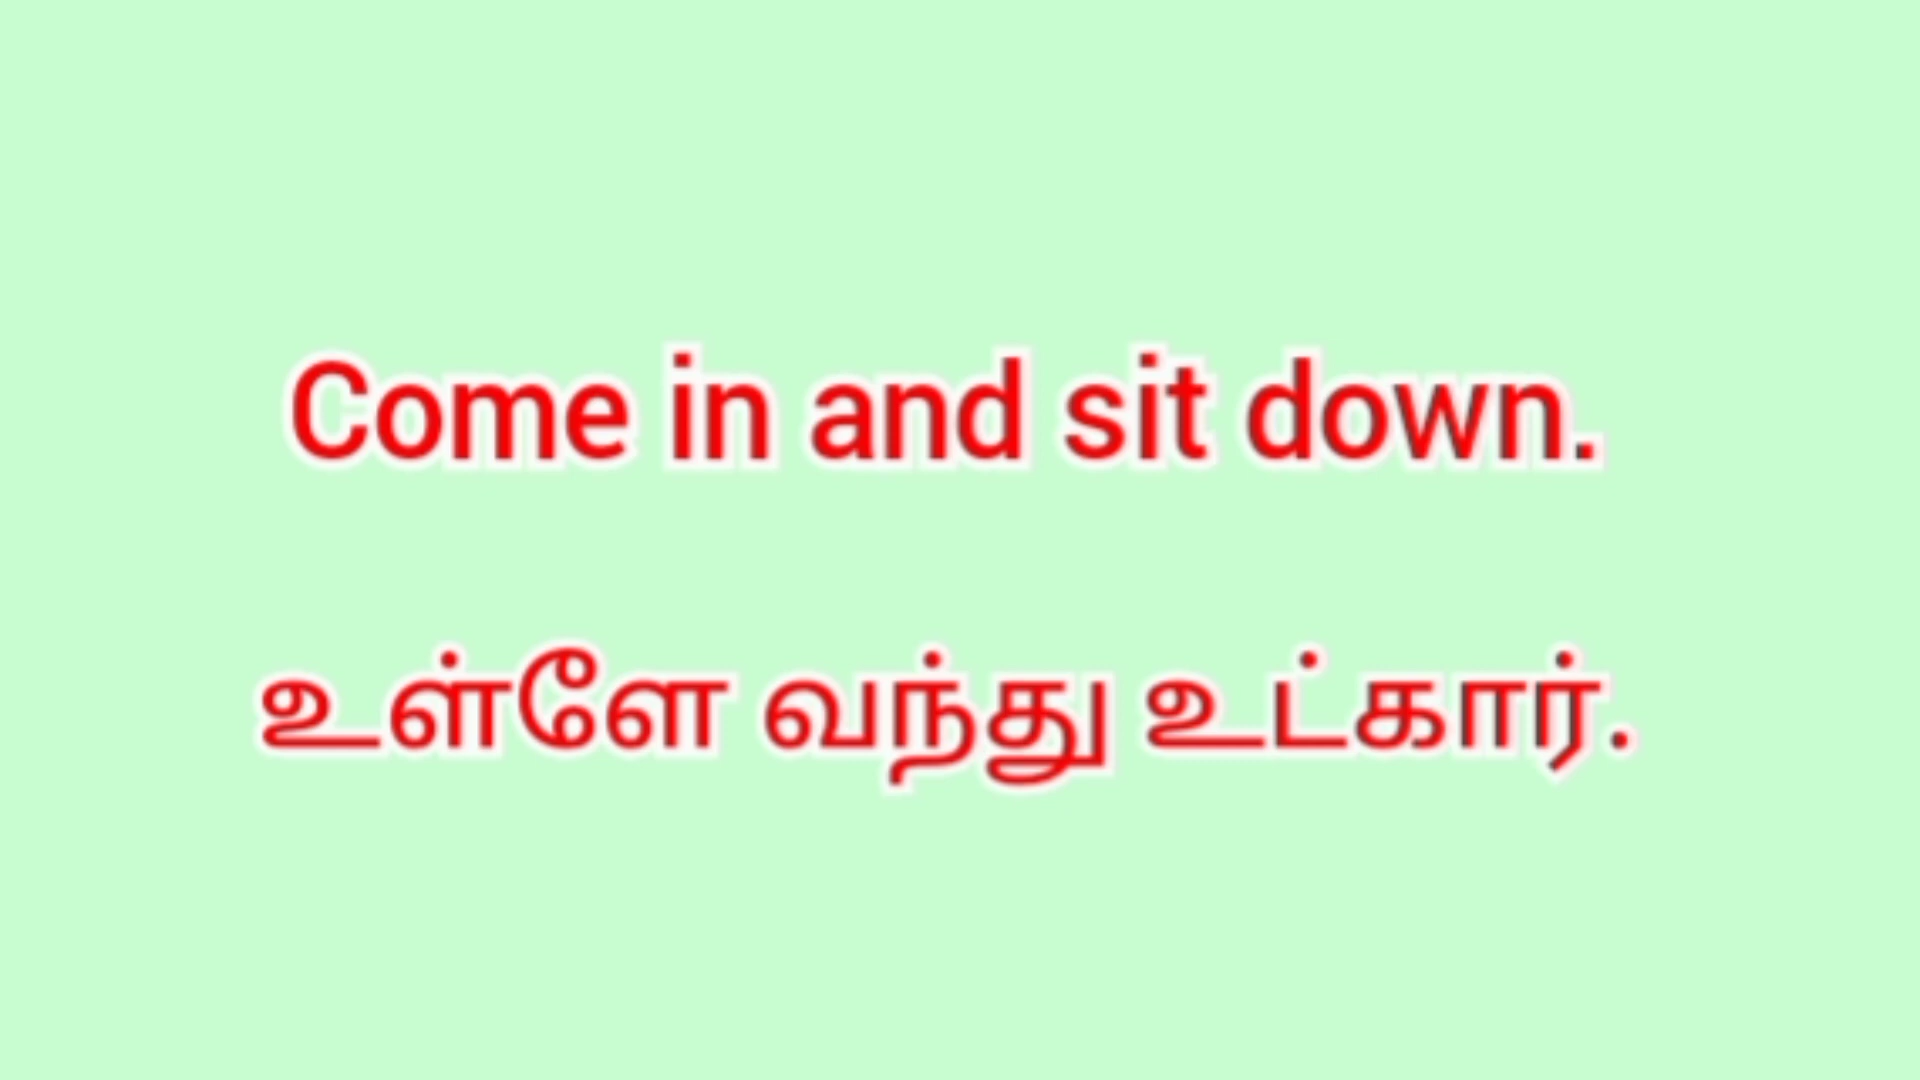 Come in and sit down.
உள்ளே வந்து உட்கார்.